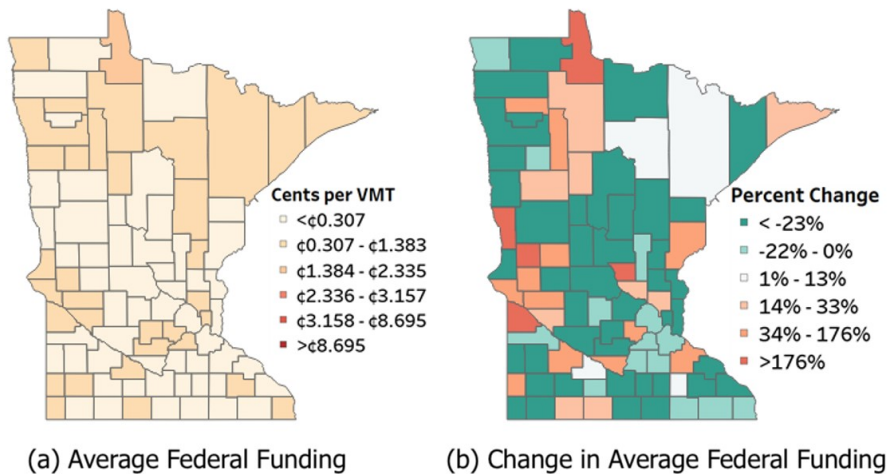 Cents per VMT
<¢0.307
¢0.307 - ¢1.383
¢1.384 - ¢2.335
¢2.336 - ¢3.157
¢3.158 - ¢8.695
>¢8.695
(a) Average Federal Funding
Percent Change
< -23%
-22% - 0%
1% - 13%
14% - 33%
34% - 176%
>176%
(b) Change in Average Federal Funding